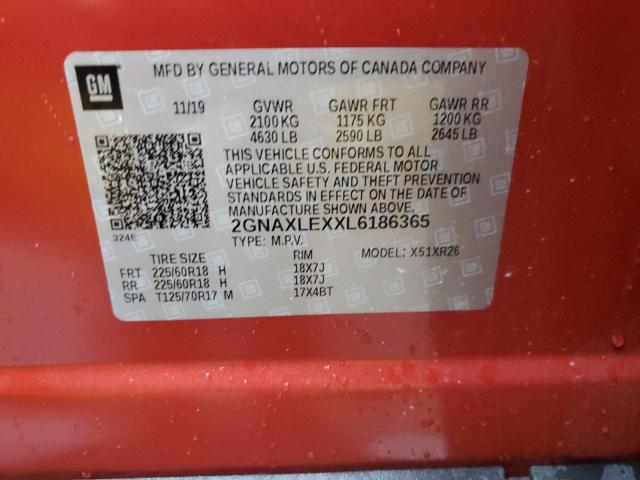 GM
MFD BY GENERAL MOTORS OF CANADA COMPANY
11/19 GVWR GAWR FRT GAWR RR
2100 KG 1175 KG 1200 KG
4630 LB 2590 LB 2645 LB
THIS VEHICLE CONFORMS TO ALL
APPLICABLE U.S. FEDERAL MOTOR
VEHICLE SAFETY AND THEFT PREVENTION
STANDARDS IN EFFECT ON THE DATE OF
MANUFACTURE SHOWN ABOVE.
324E 2GNAXLEXXL6186365
TYPE: M.P.V. MODEL: X51XR26
TIRE SIZE RIM
FRT 225/60R18 H 18X7J
RR 225/60R18 H 18X7J
SPA T125/70R17 M 17X4BT